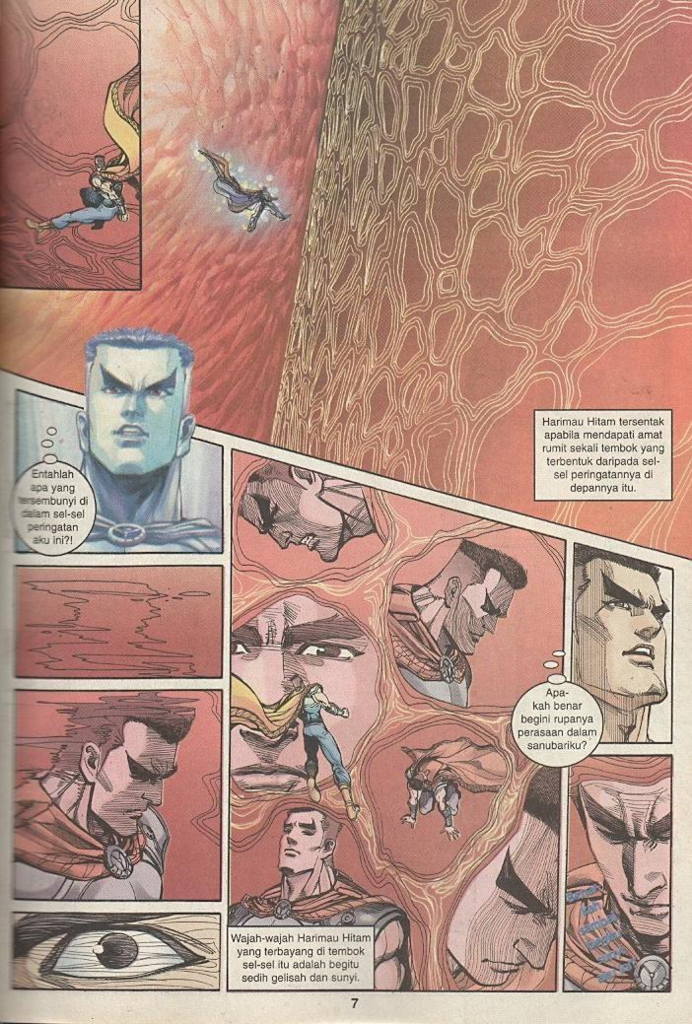 Harimau Hitam tersentak
apabila mendapati amat
rumit sekali tembok yang
terbentuk daripada sel-
sel peringatannya di
depannya itu.
Entahlah
apa yang
tersembunyi di
dalam sel-sel
peringatan
aku ini?!
Apa-
kah benar
begini rupanya
perasaan dalam
sanubariku?
Wajah-wajah Harimau Hitam
yang terbayang di tembok
sel-sel itu adalah begitu
sedih gelisah dan sunyi.
7